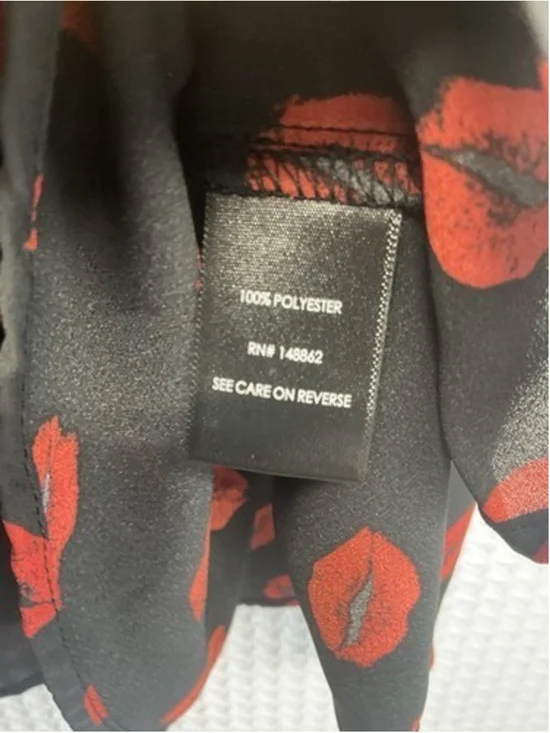 100% POLYESTER
RN# 148862
SEE CARE ON REVERSE